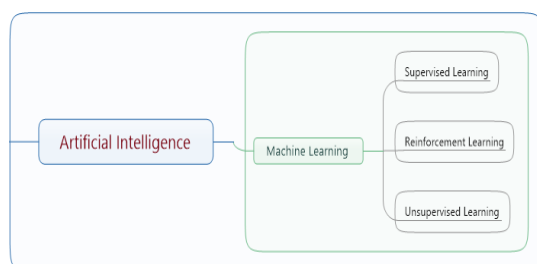 Artificial Intelligence
Machine Learning
Supervised Learning
Reinforcement Learning
Unsupervised Learning